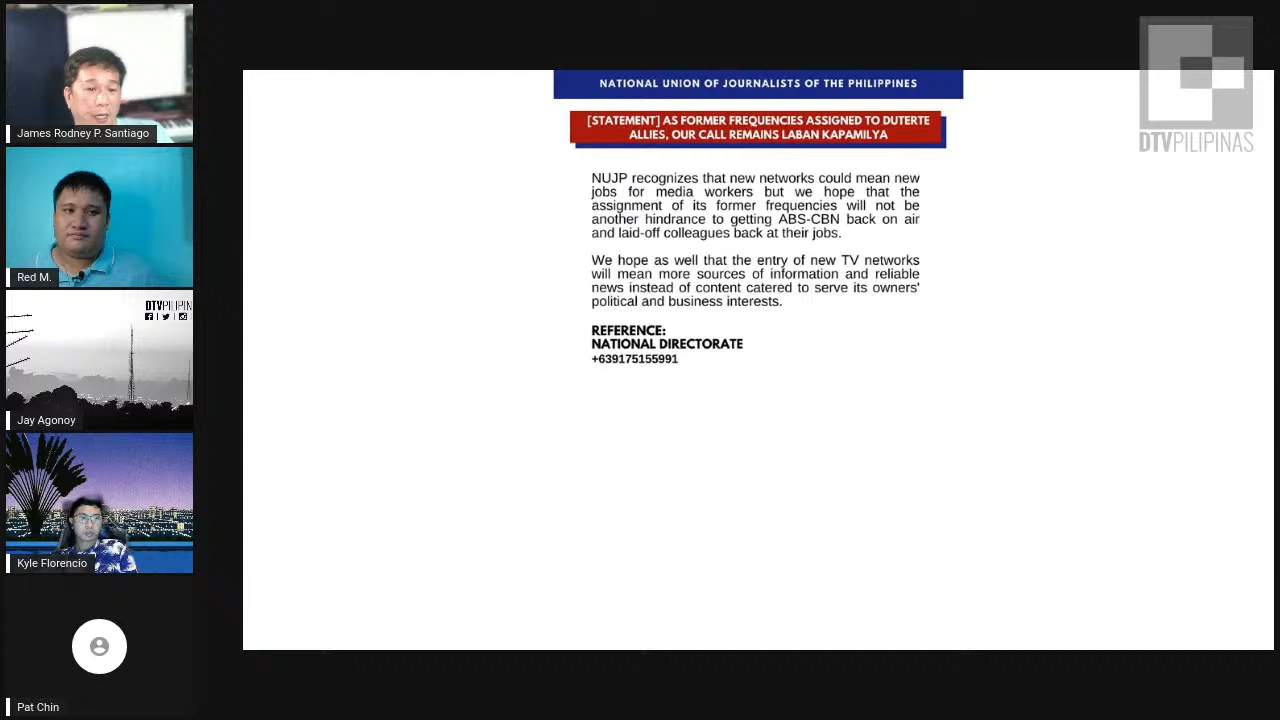 James Rodney P. Santiago
Red M.
DTVPILIPIN
Jay Agonoy
Kyle Florencio
Pat Chin
NATIONAL UNION OF JOURNALISTS OF THE PHILIPPINES
[STATEMENT] AS FORMER FREQUENCIES ASSIGNED TO DUTERTE
ALLIES, OUR CALL REMAINS LABAN KAPAMILYA
NUJP recognizes that new networks could mean new
jobs for media workers but we hope that the
assignment of its former frequencies will not be
another hindrance to getting ABS-CBN back on air
and laid-off colleagues back at their jobs.
We hope as well that the entry of new TV networks
will mean more sources of information and reliable
news instead of content catered to serve its owners'
political and business interests.
REFERENCE:
NATIONAL DIRECTORATE
+639175155991
DTVPILIPINAS